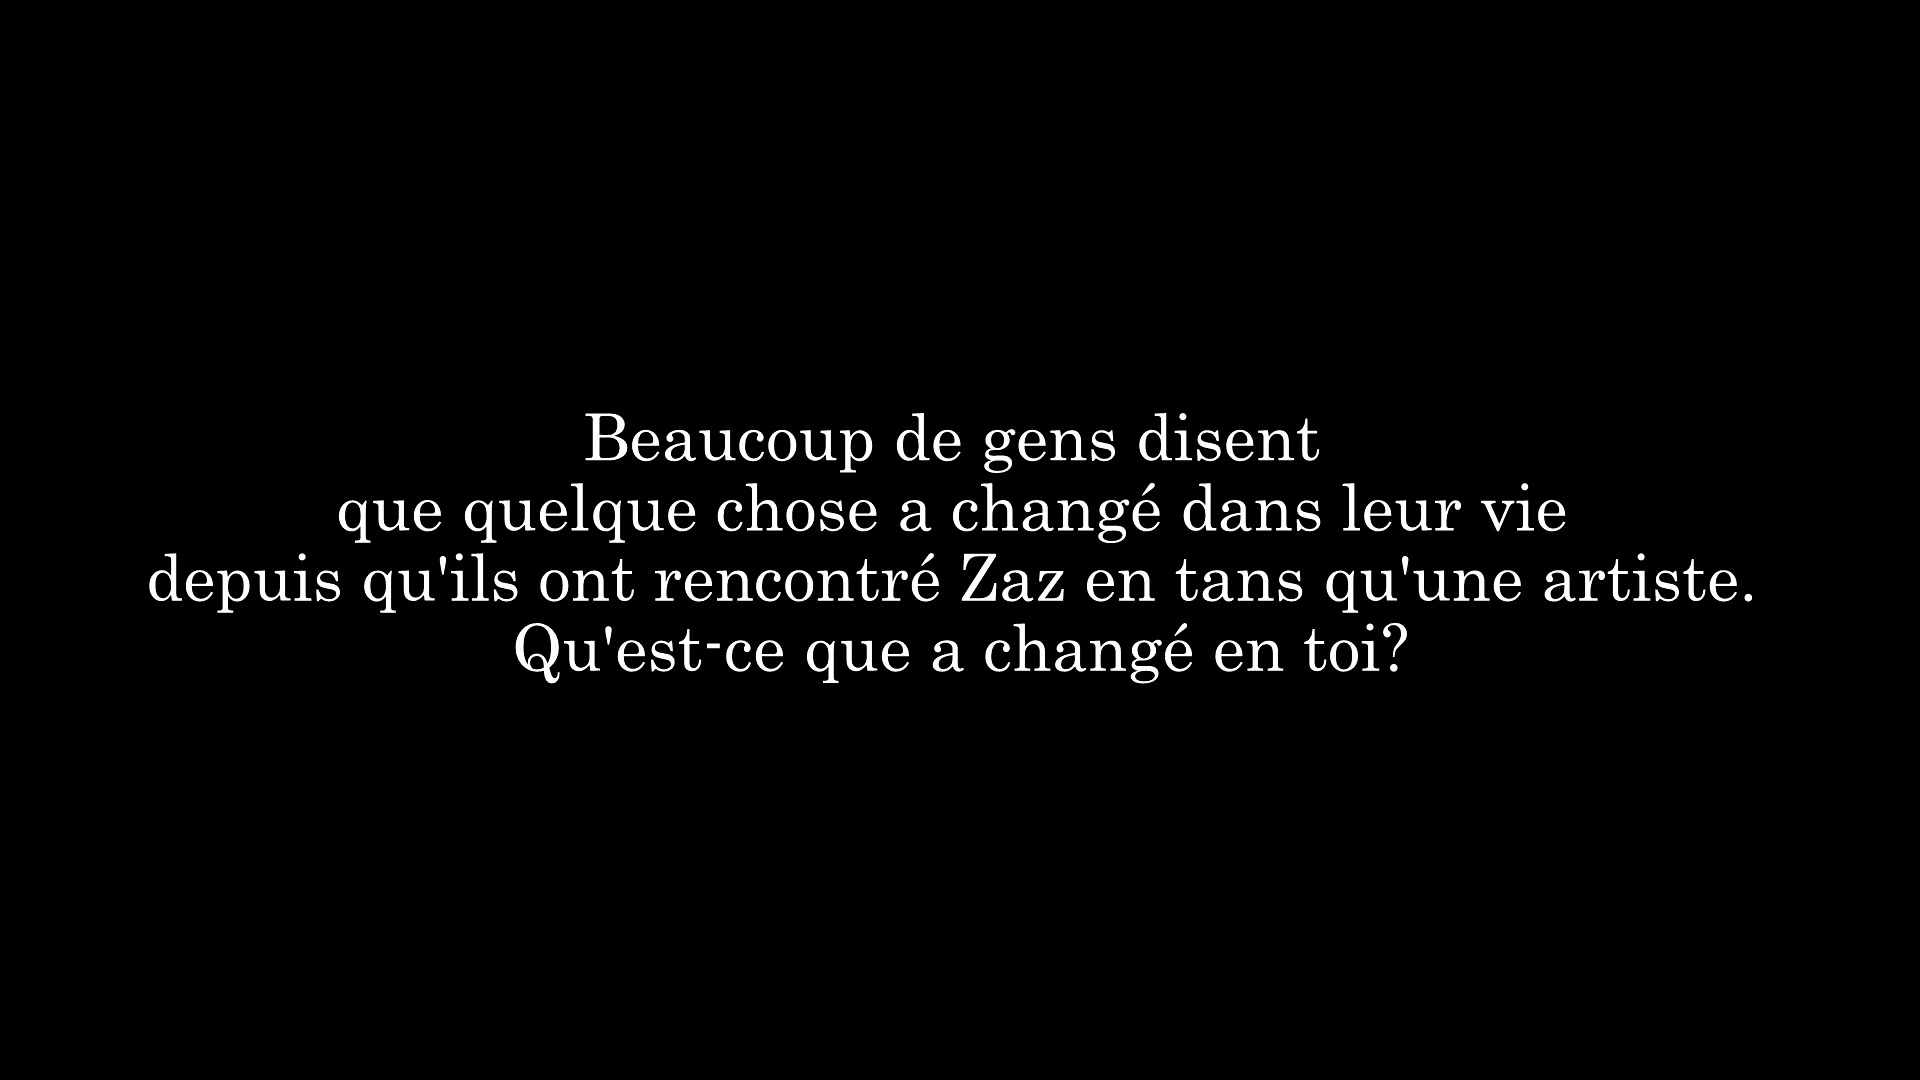 Beaucoup de gens disent
que quelque chose a changé dans leur vie
depuis qu'ils ont rencontré Zaz en tans qu'une artiste.
Qu'est-ce que a changé en toi?